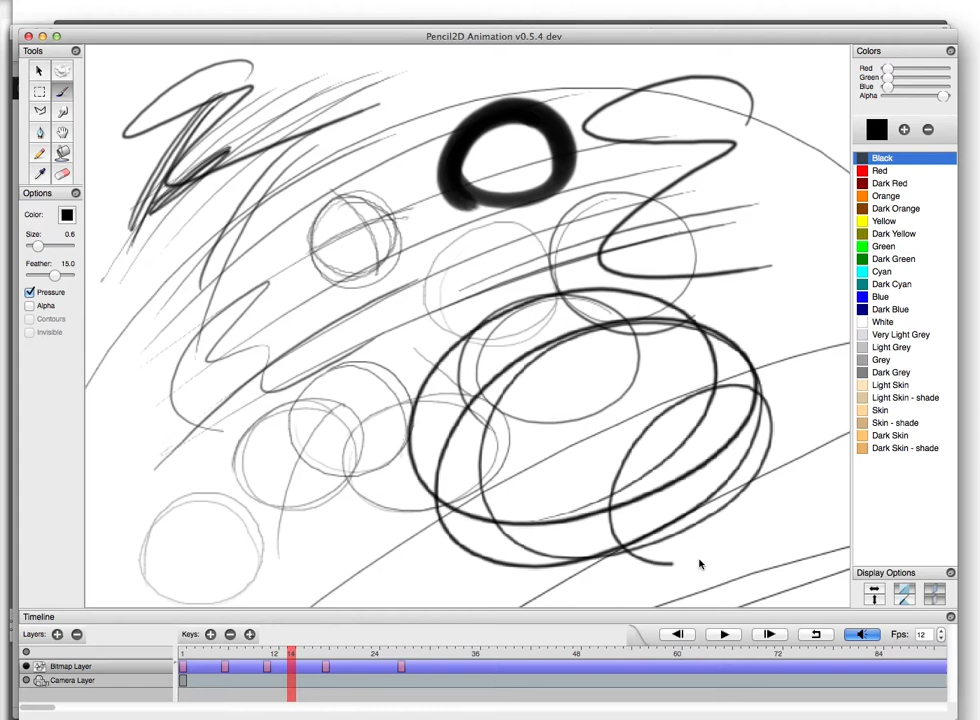 Pencil2D Animation v0.5.4 dev
Tools
Options
Color:
Size: 0.6
Feather: 15.0
Pressure
Alpha
Contours
Invisible
Colors
Red
Green
Blue
Alpha
Black
Red
Dark Red
Orange
Dark Orange
Yellow
Dark Yellow
Green
Dark Green
Cyan
Dark Cyan
Blue
Dark Blue
White
Very Light Grey
Light Grey
Grey
Dark Grey
Light Skin
Light Skin - shade
Skin
Skin - shade
Dark Skin
Dark Skin - shade
Display Options
Timeline
Layers: Keys: Fps: 12
1 12 14 24 36 48 60 72 84
Bitmap Layer
Camera Layer